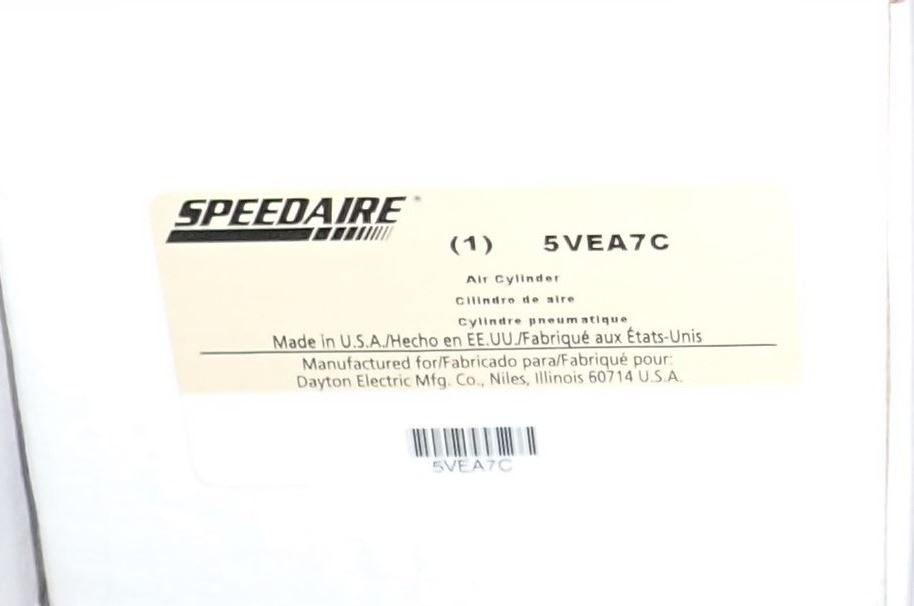 SPEEDAIRE®
(1) 5VEA7C
Air Cylinder
Cilindro de aire
Cylindre pneumatique
Made in U.S.A./Hecho en EE.UU./Fabriqué aux États-Unis
Manufactured for/Fabricado para/Fabriqué pour:
Dayton Electric Mfg. Co., Niles, Illinois 60714 U.S.A.
5VEA7C